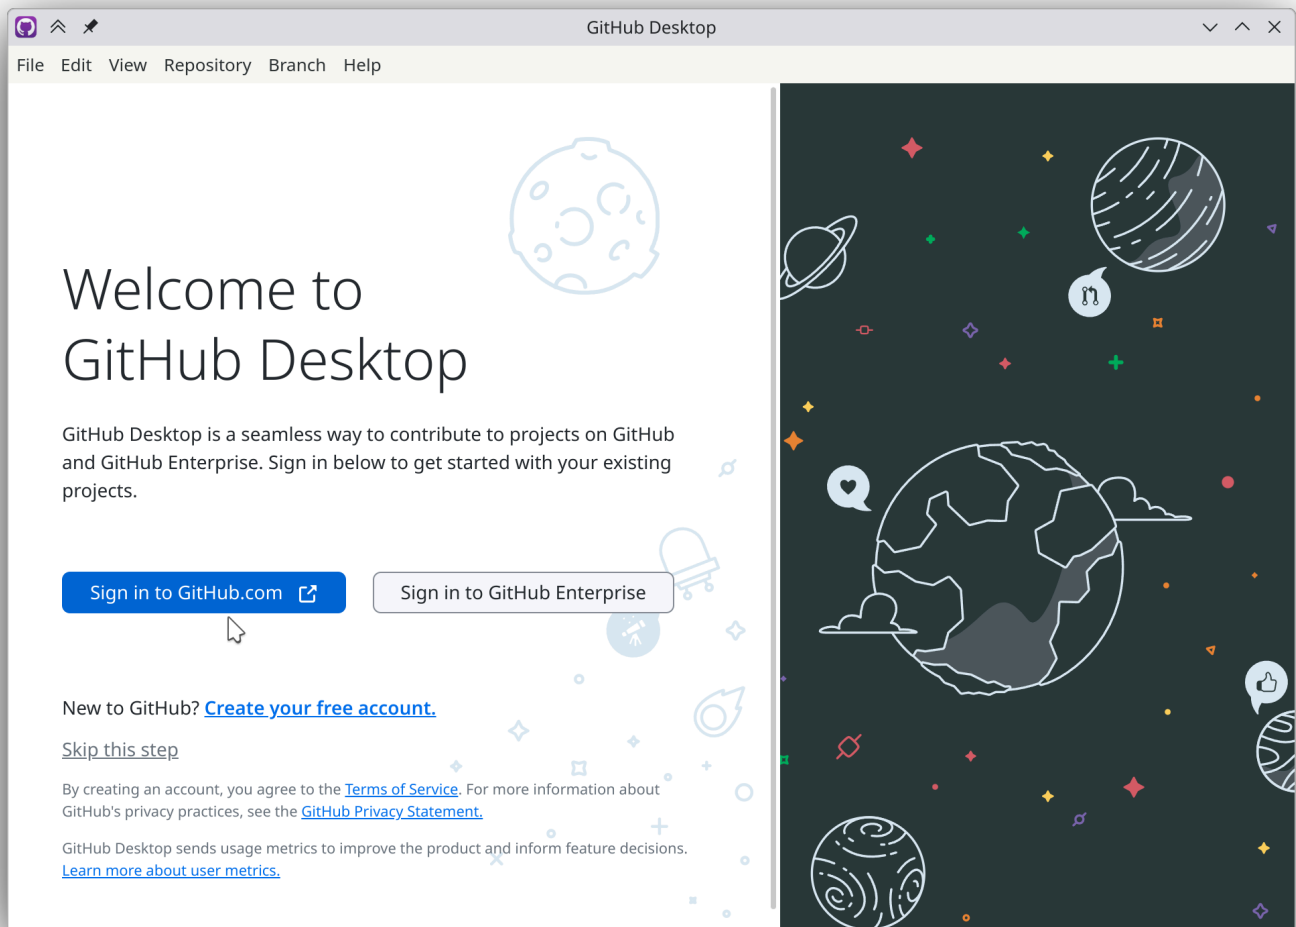 GitHub Desktop
File Edit View Repository Branch Help
Welcome to
GitHub Desktop
GitHub Desktop is a seamless way to contribute to projects on GitHub
and GitHub Enterprise. Sign in below to get started with your existing
projects.
Sign in to GitHub.com
Sign in to GitHub Enterprise
New to GitHub? Create your free account.
Skip this step
By creating an account, you agree to the Terms of Service. For more information about
GitHub's privacy practices, see the GitHub Privacy Statement.
GitHub Desktop sends usage metrics to improve the product and inform feature decisions.
Learn more about user metrics.